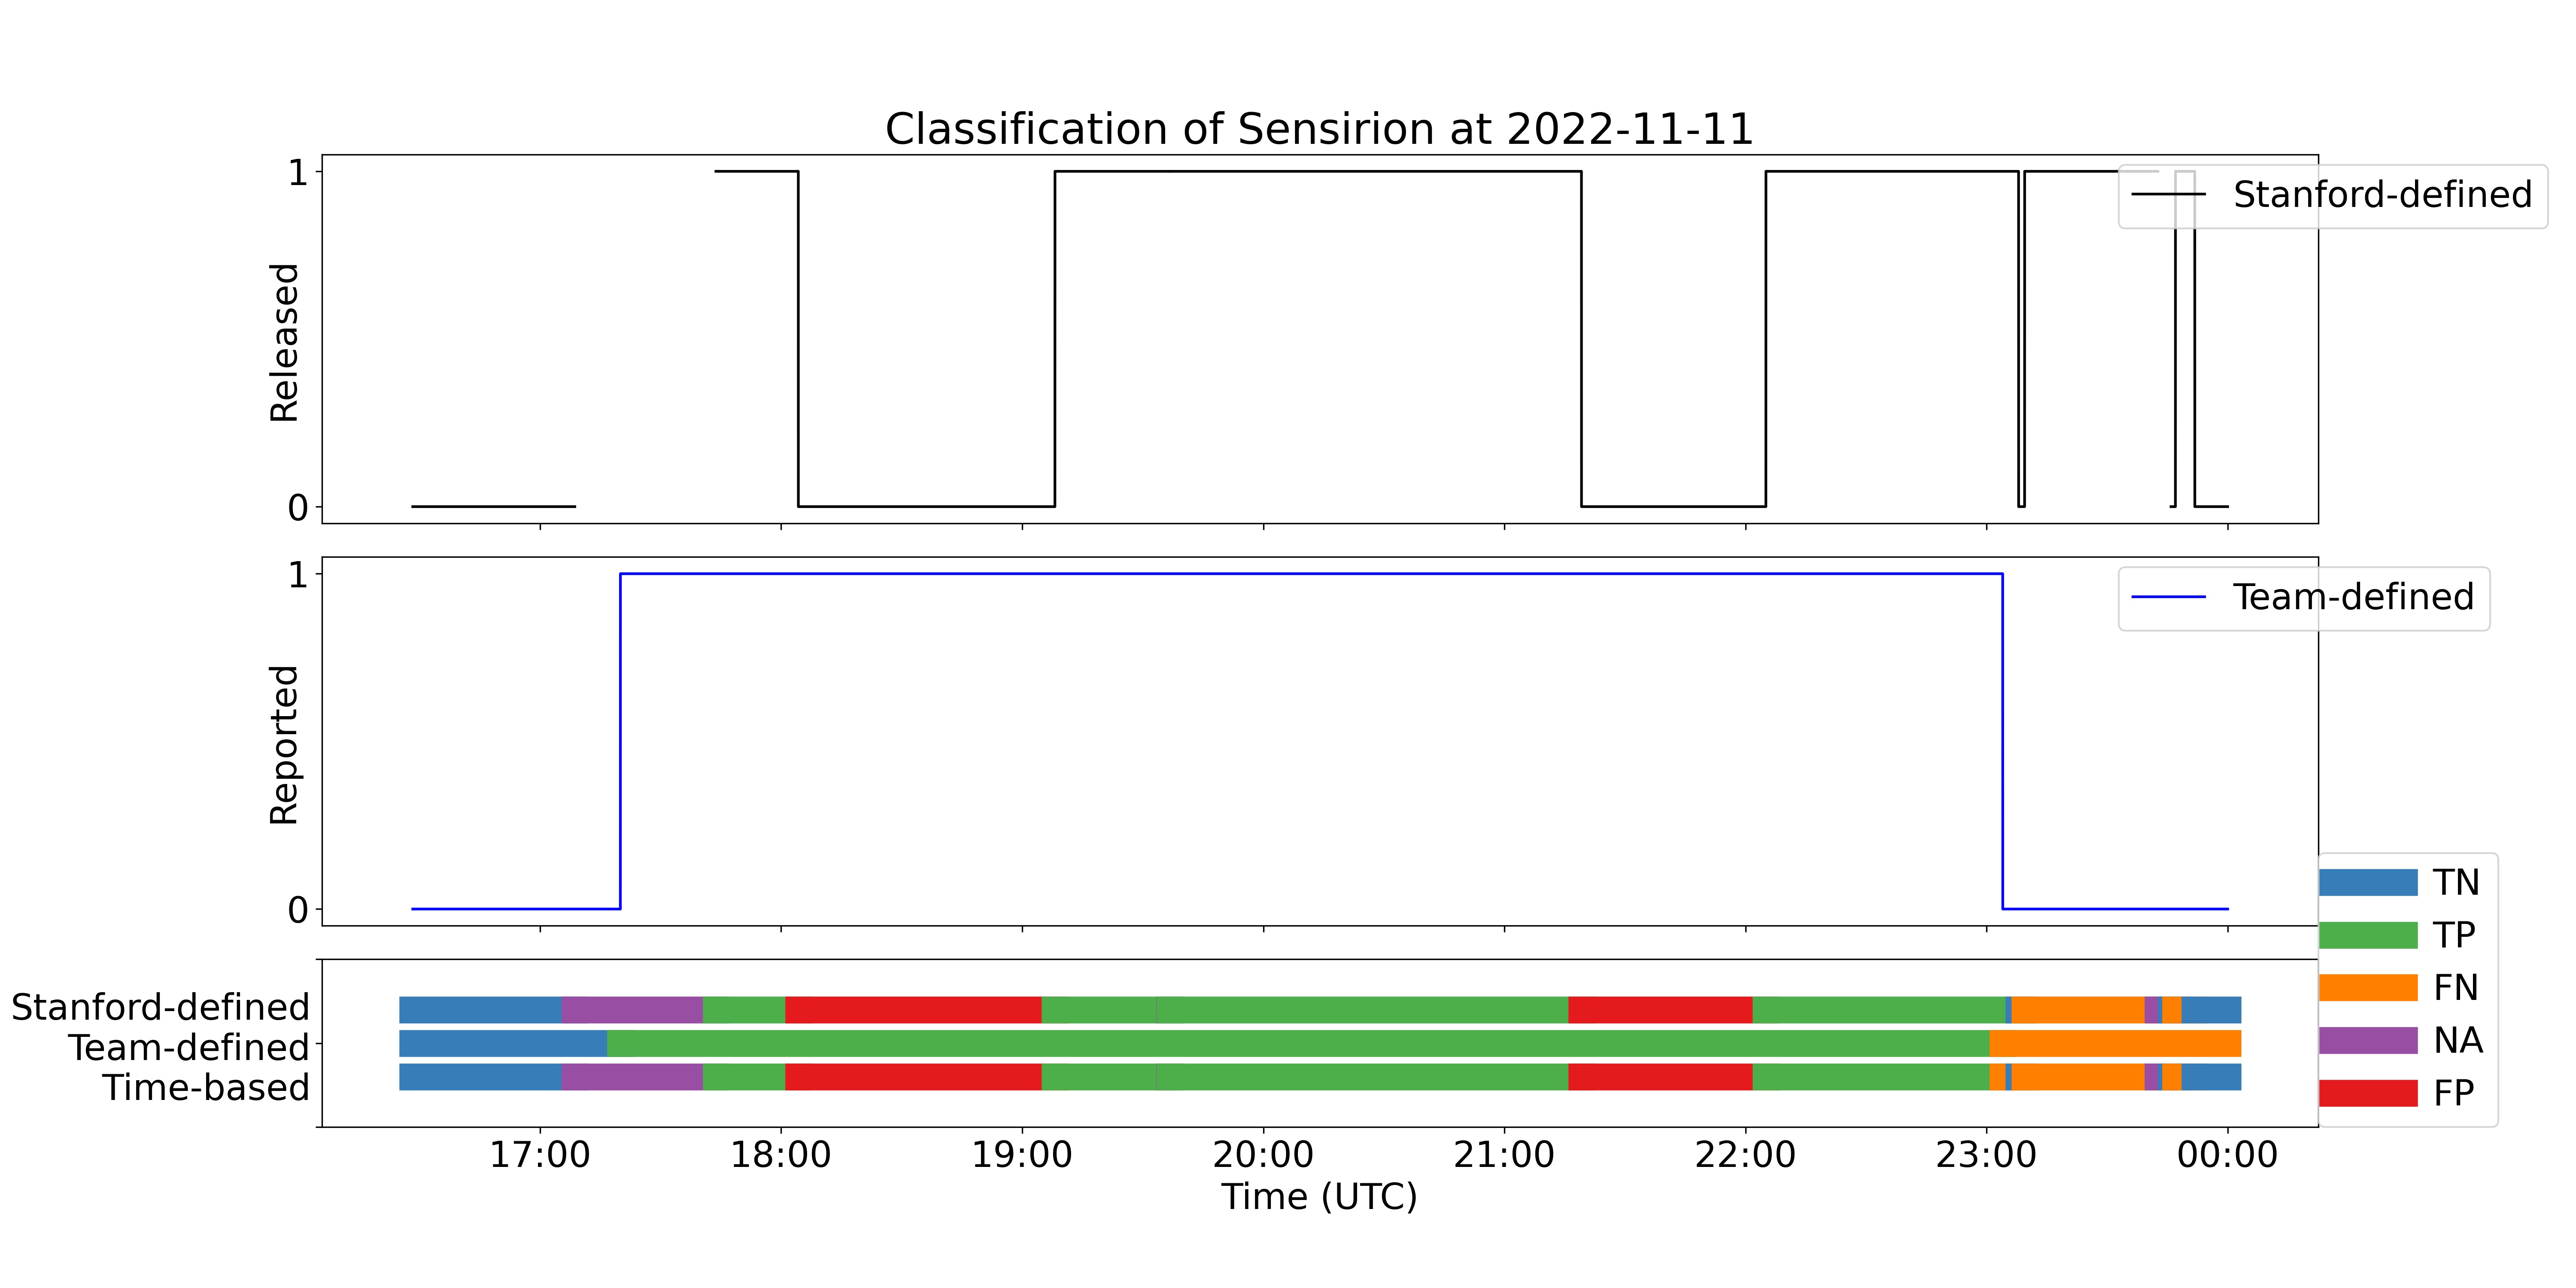 Classification of Sensirion at 2022-11-11
1
0
Released
Stanford-defined
1
0
Reported
Team-defined
TN
TP
FN
NA
FP
Stanford-defined
Team-defined
Time-based
17:00 18:00 19:00 20:00 21:00 22:00 23:00 00:00
Time (UTC)